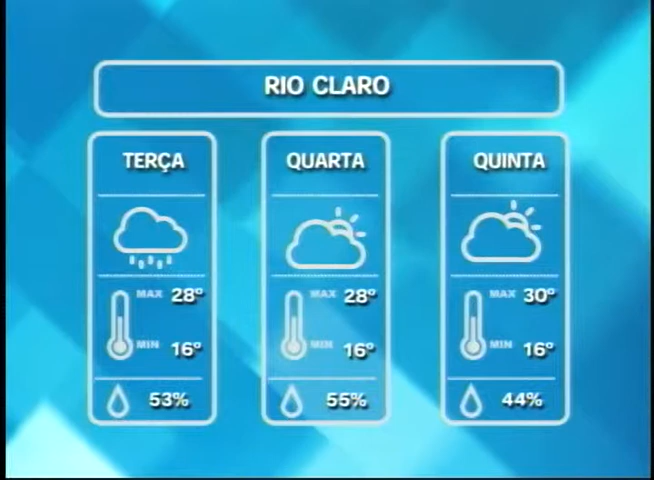 RIO CLARO
TERÇA
MAX 28º
MIN 16º
53%
QUARTA
MAX 28º
MIN 16º
55%
QUINTA
MAX 30º
MIN 16º
44%